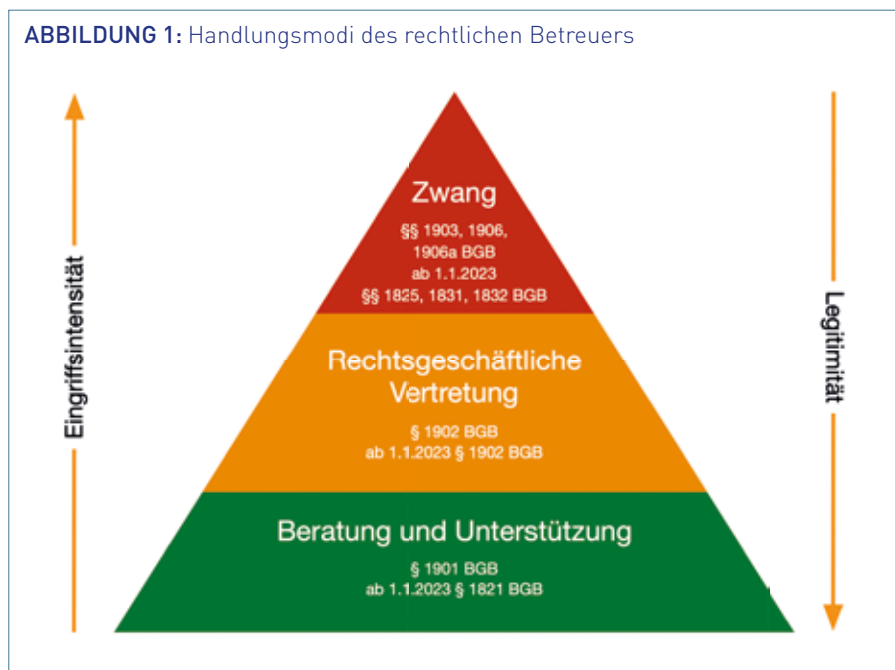 ABBILDUNG 1: Handlungsmodi des rechtlichen Betreuers
Eingriffsintensität
Zwang
§§ 1903, 1906,
1906a BGB
ab 1.1.2023
§§ 1825, 1831, 1832 BGB
Rechtsgeschäftliche
Vertretung
§ 1902 BGB
ab 1.1.2023 § 1902 BGB
Beratung und Unterstützung
§ 1901 BGB
ab 1.1.2023 § 1821 BGB
Legitimität